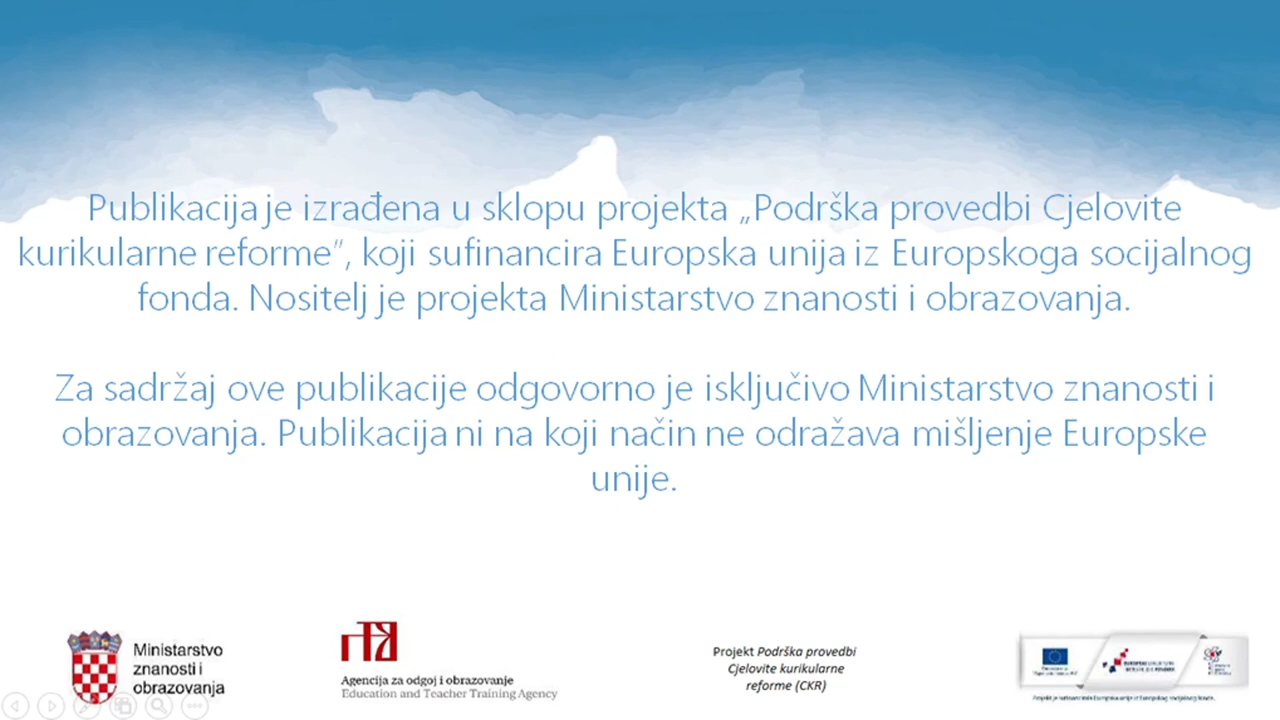 Publikacija je izrađena u sklopu projekta „Podrška provedbi Cjelovite
kurikularne reforme”, koji sufinancira Europska unija iz Europskoga socijalnog
fonda. Nositelj je projekta Ministarstvo znanosti i obrazovanja.
Za sadržaj ove publikacije odgovorno je isključivo Ministarstvo znanosti i
obrazovanja. Publikacija ni na koji način ne odražava mišljenje Europske
unije.
Ministarstvo
znanosti i
obrazovanja
Agencija za odgoj i obrazovanje
Education and Teacher Training Agency
Projekt Podrška provedbi
Cjelovite kurikularne
reforme (CKR)